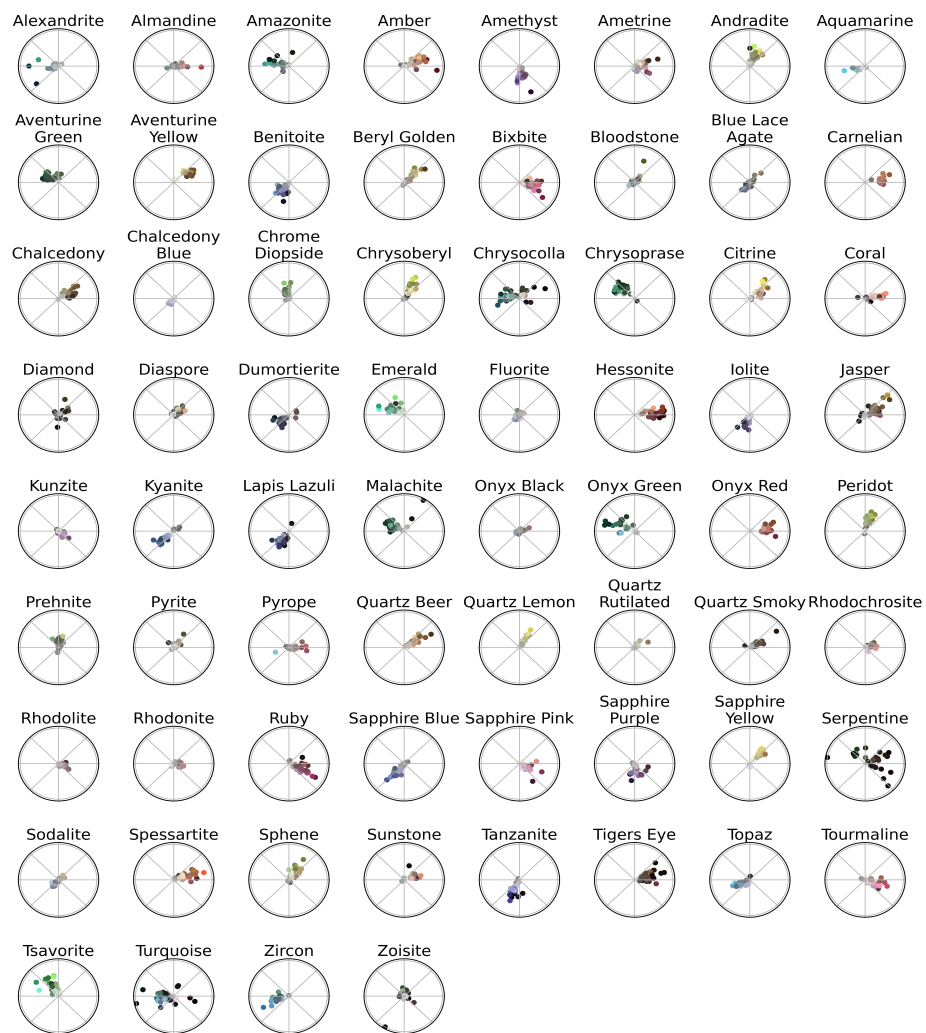 Alexandrite Almandine Amazonite Amber Amethyst Ametrine Andradite Aquamarine
Aventurine Green Aventurine Yellow Benitoite Beryl Golden Bixbite Bloodstone Blue Lace Agate Carnelian
Chalcedony Chalcedony Blue Chrome Diopside Chrysoberyl Chrysocolla Chrysoprase Citrine Coral
Diamond Diaspore Dumortierite Emerald Fluorite Hessonite Iolite Jasper
Kunzite Kyanite Lapis Lazuli Malachite Onyx Black Onyx Green Onyx Red Peridot
Prehnite Pyrite Pyrope Quartz Beer Quartz Lemon Quartz Rutilated Quartz Smoky Rhodochrosite
Rhodolite Rhodonite Ruby Sapphire Blue Sapphire Pink Sapphire Purple Sapphire Yellow Serpentine
Sodalite Spessartite Sphene Sunstone Tanzanite Tigers Eye Topaz Tourmaline
Tsavorite Turquoise Zircon Zoisite